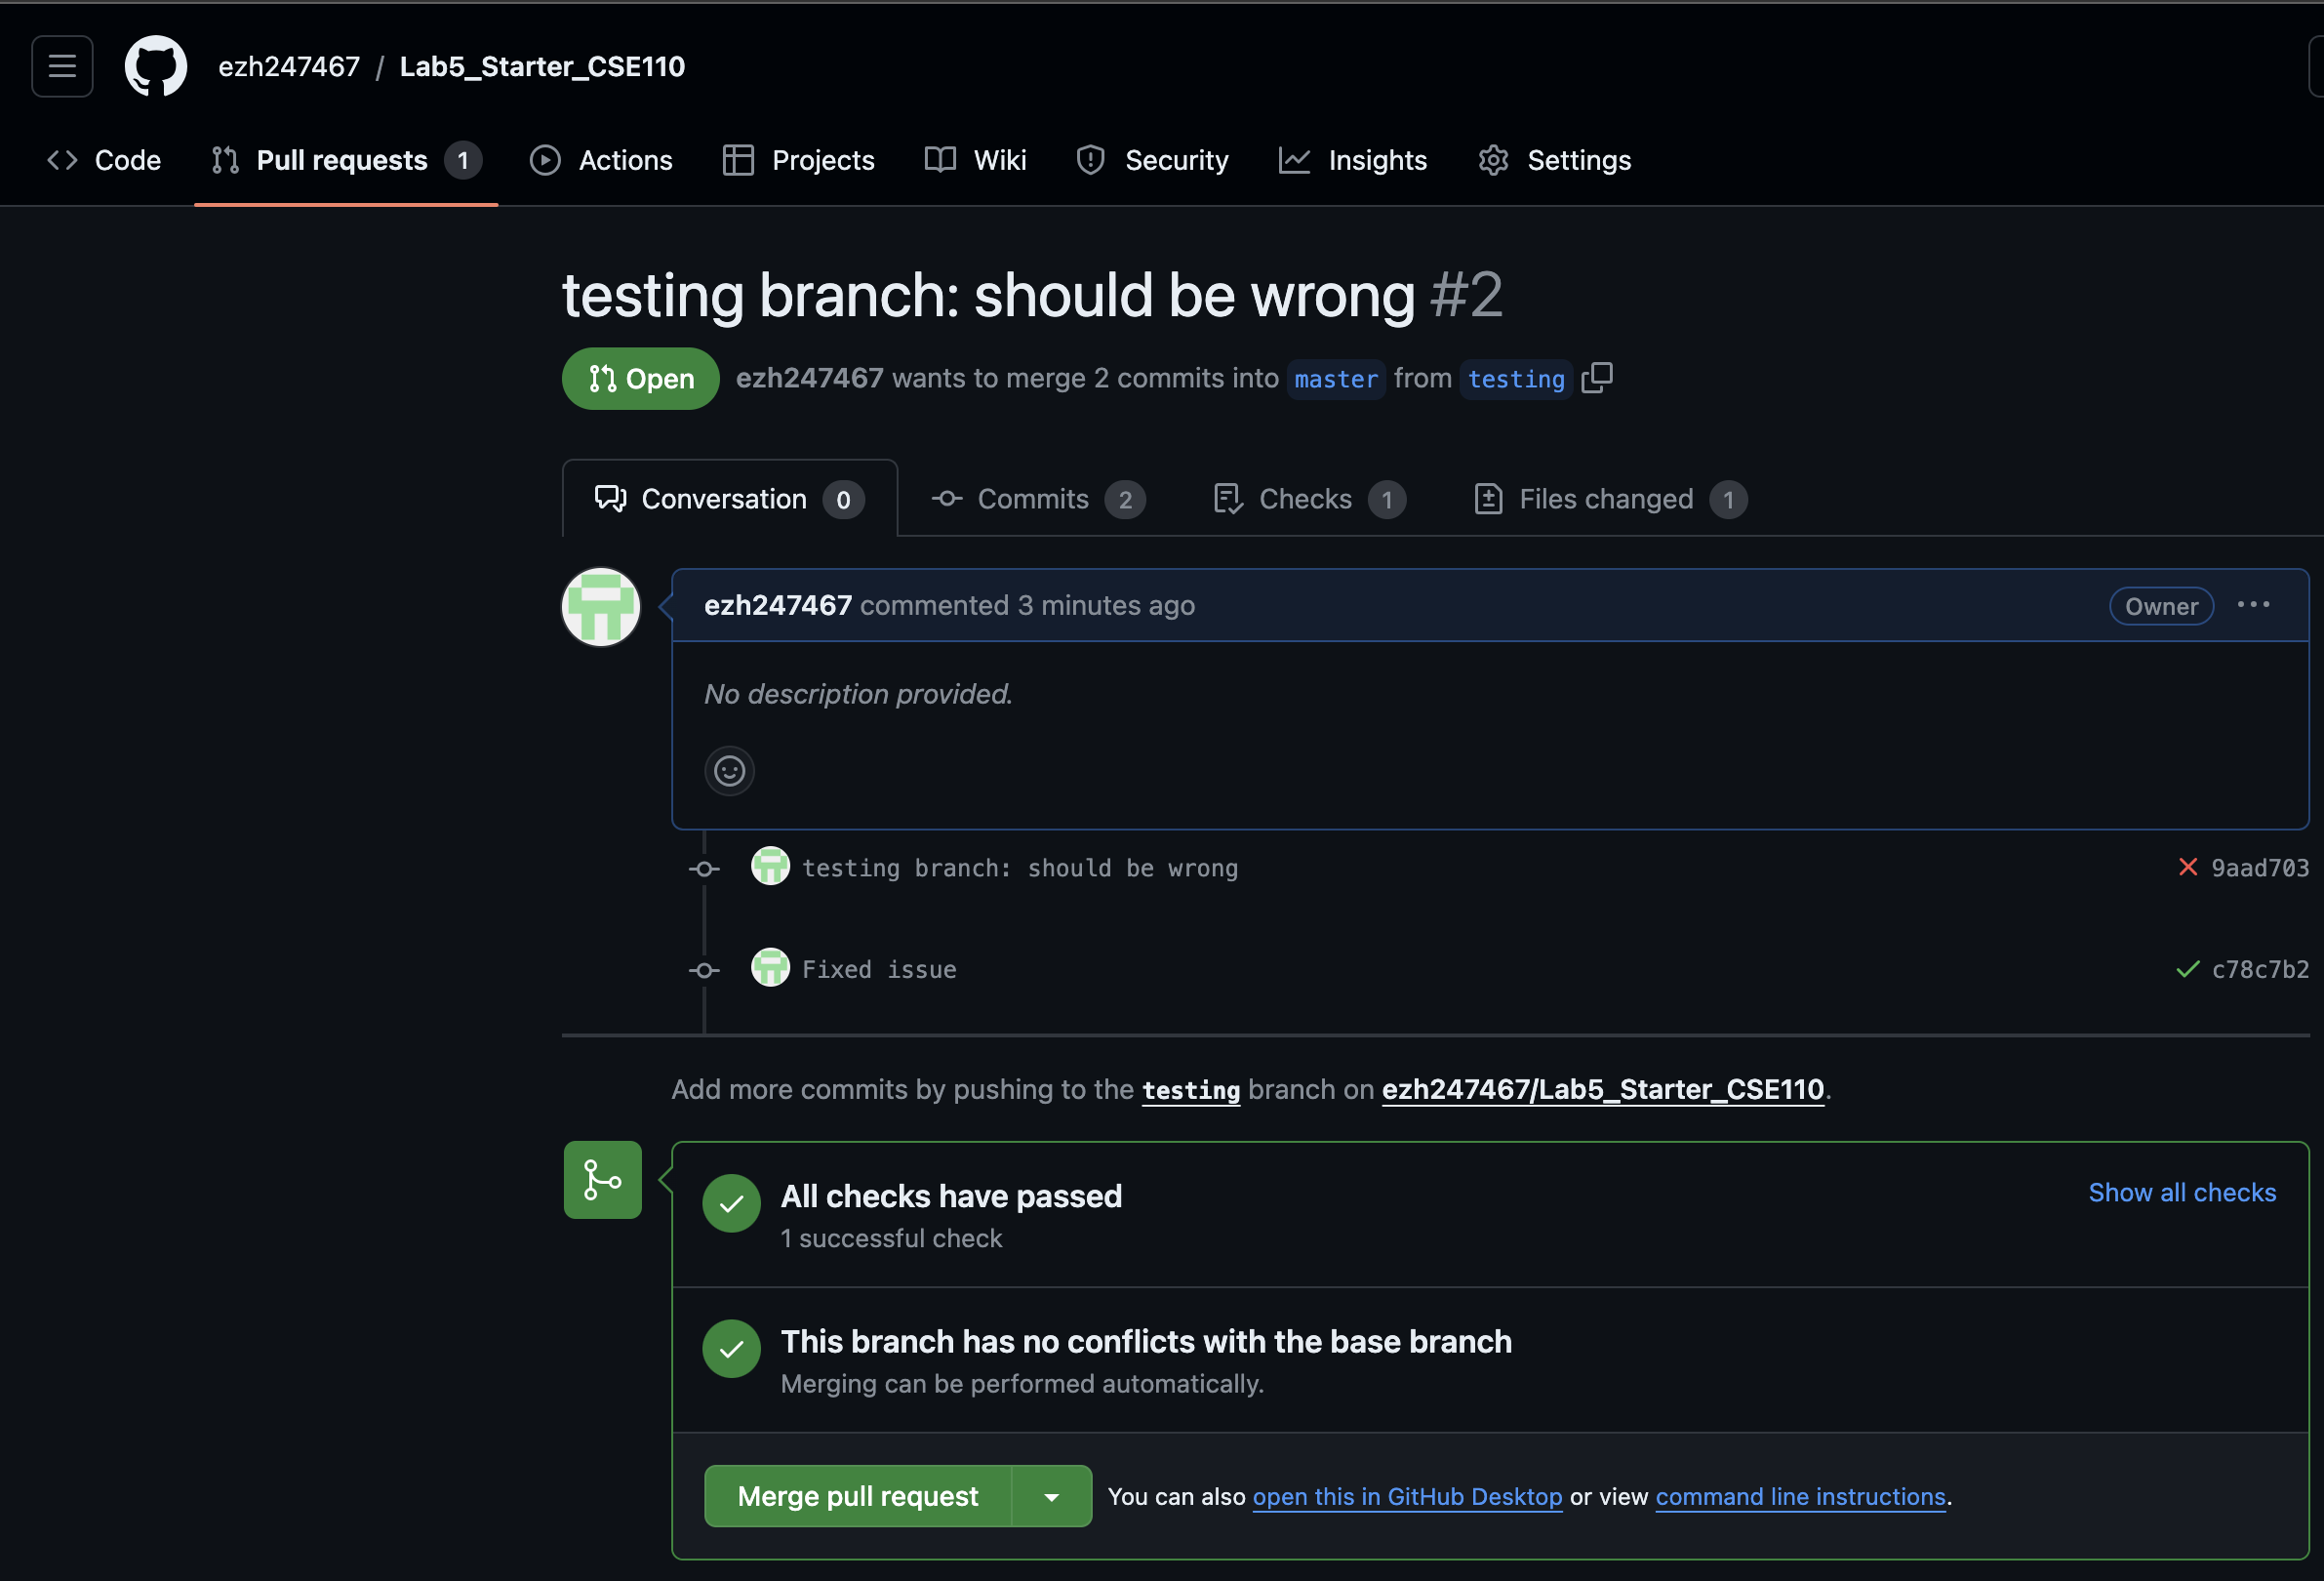 ezh247467 / Lab5_Starter_CSE110
Code Pull requests 1 Actions Projects Wiki Security Insights Settings
testing branch: should be wrong #2
Open ezh247467 wants to merge 2 commits into master from testing
Conversation 0 Commits 2 Checks 1 Files changed 1
ezh247467 commented 3 minutes ago Owner
No description provided.
testing branch: should be wrong 9aad703
Fixed issue c78c7b2
Add more commits by pushing to the testing branch on ezh247467/Lab5_Starter_CSE110.
All checks have passed Show all checks
1 successful check
This branch has no conflicts with the base branch
Merging can be performed automatically.
Merge pull request You can also open this in GitHub Desktop or view command line instructions.